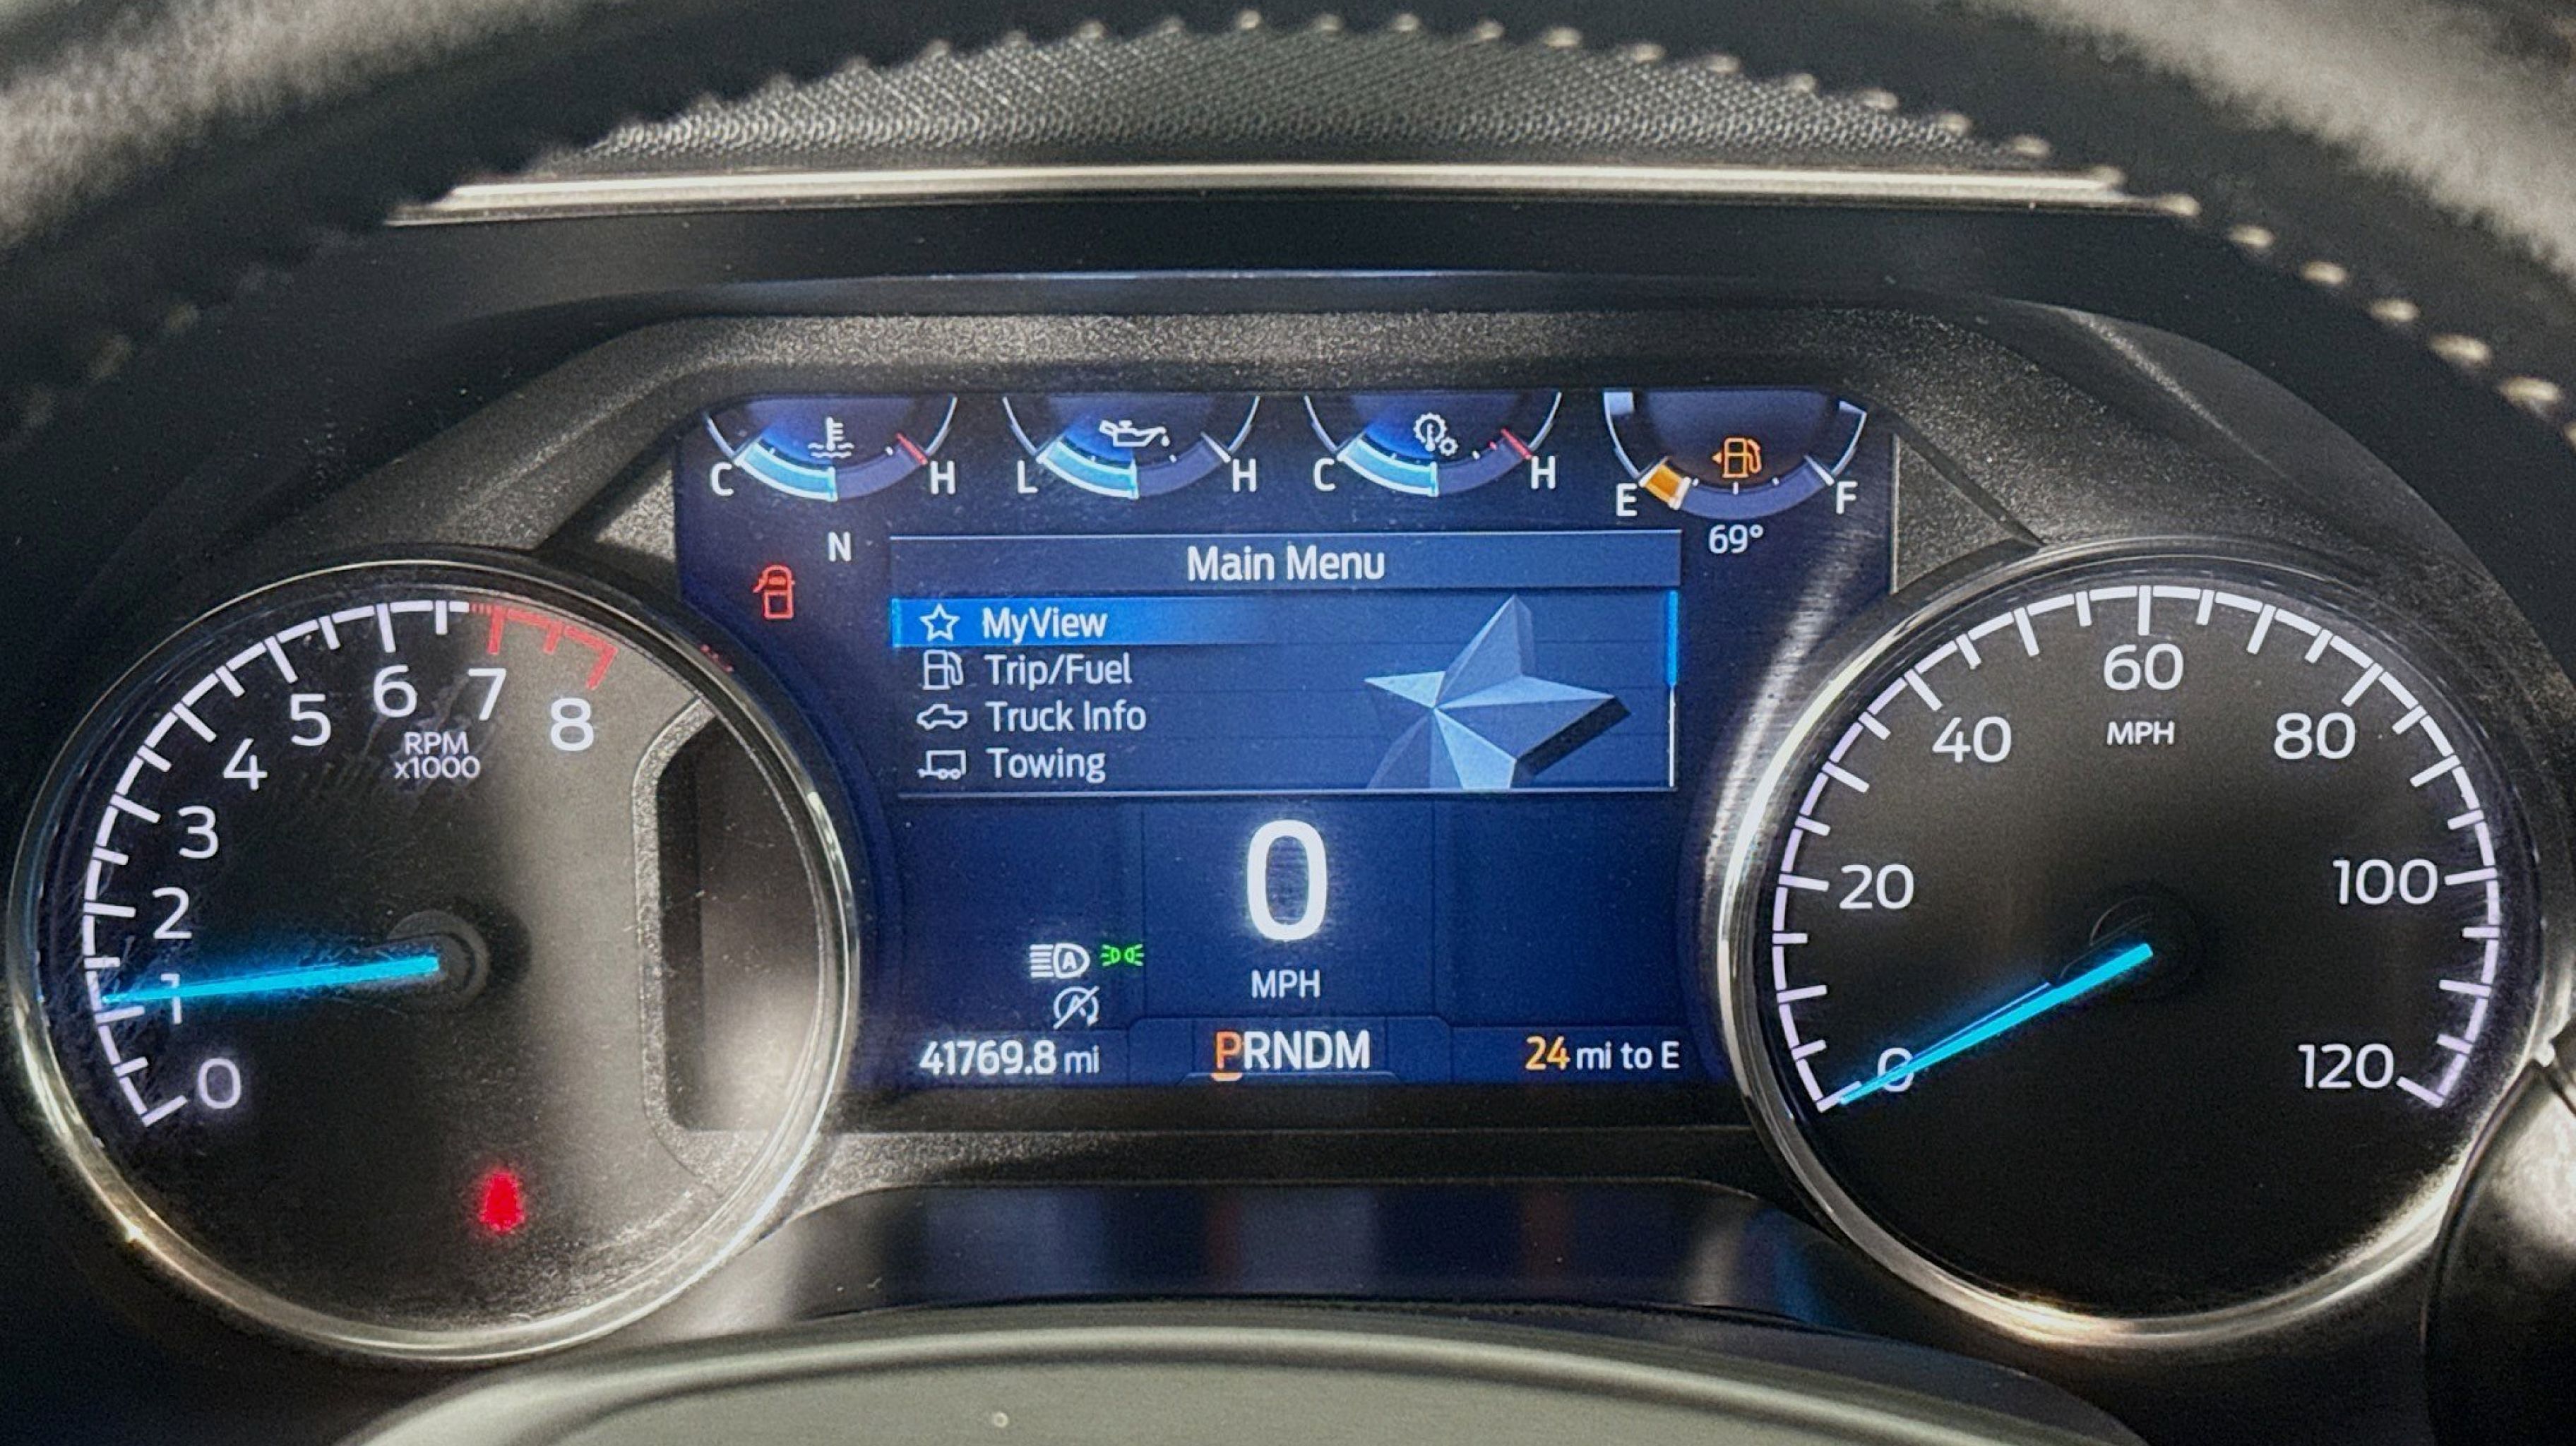 C H
L H
C H
E F
N
69°
Main Menu
MyView
Trip/Fuel
Truck Info
Towing
0
1
2
3
4
5
6
7
8
RPM
x1000
0
MPH
A
A
41769.8 mi
PRNDM
24 mi to E
0
20
40
60
80
100
120
MPH